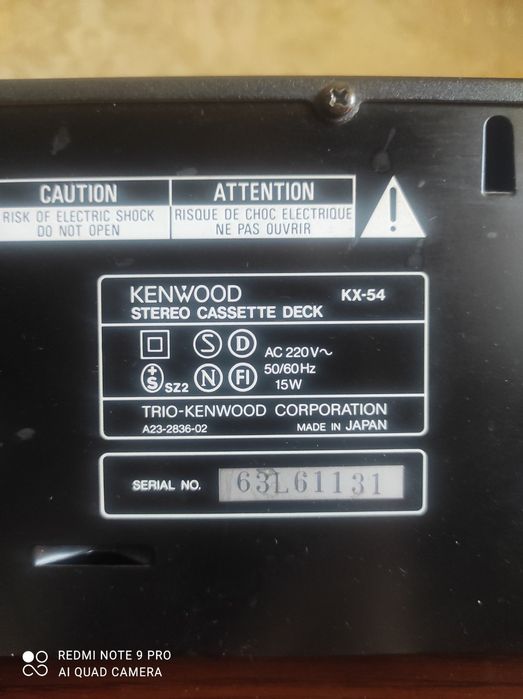 CAUTION
RISK OF ELECTRIC SHOCK
DO NOT OPEN
ATTENTION
RISQUE DE CHOC ELECTRIQUE
NE PAS OUVRIR
!
KENWOOD KX-54
STEREO CASSETTE DECK
S D AC 220V~
50/60Hz
+S SZ2 N FI 15W
TRIO-KENWOOD CORPORATION
A23-2836-02 MADE IN JAPAN
SERIAL NO. 63L61131
REDMI NOTE 9 PRO
AI QUAD CAMERA